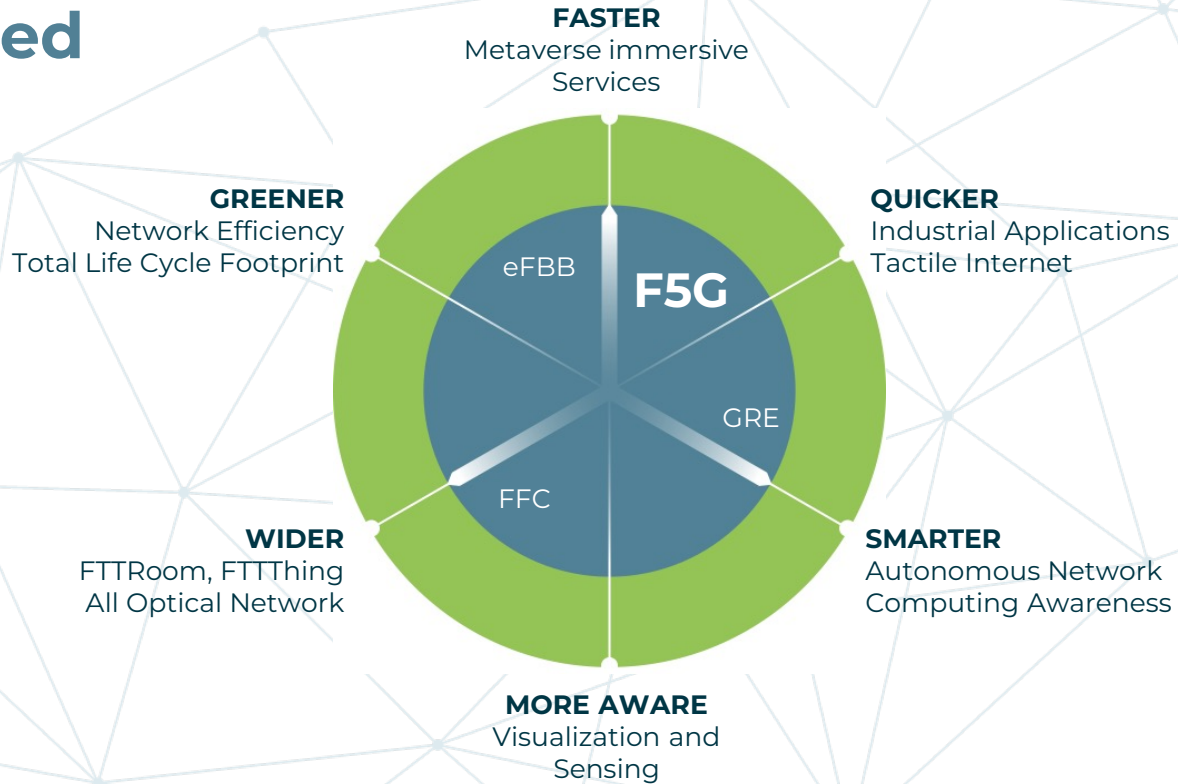 ed
FASTER
Metaverse immersive
Services
GREENER
Network Efficiency
Total Life Cycle Footprint
QUICKER
Industrial Applications
Tactile Internet
eFBB
F5G
GRE
FFC
WIDER
FTTRoom, FTTThing
All Optical Network
SMARTER
Autonomous Network
Computing Awareness
MORE AWARE
Visualization and
Sensing